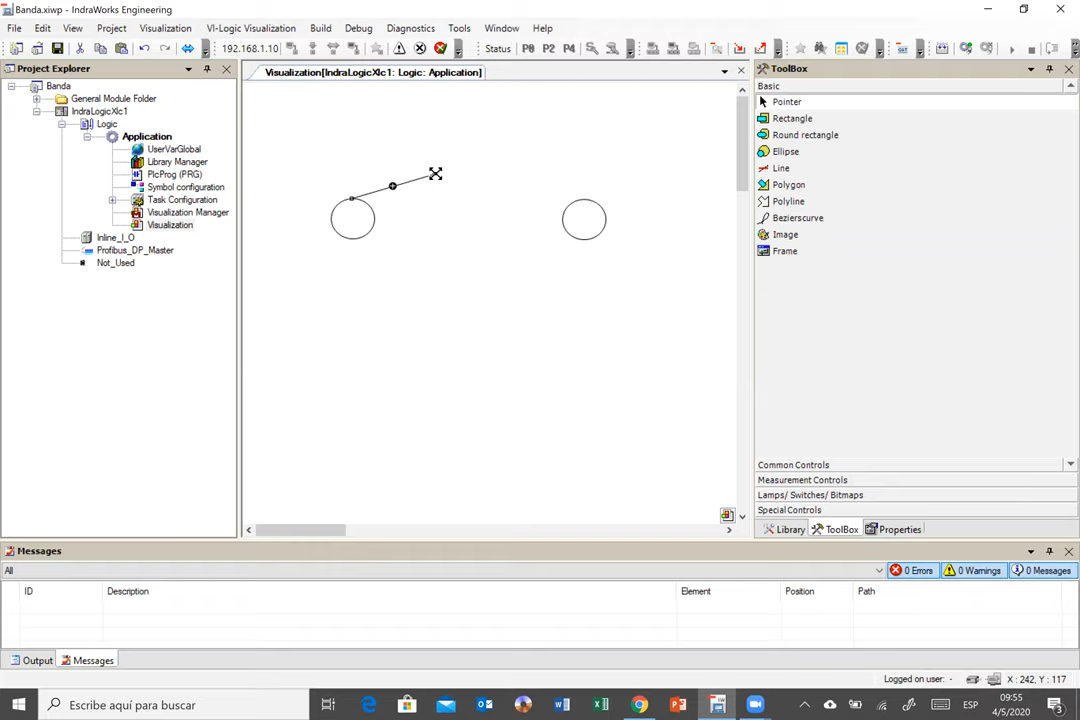 Banda.xiwp - IndraWorks Engineering
File Edit View Project Visualization VI-Logic Visualization Build Debug Diagnostics Tools Window Help
192.168.1.10 Status P0 P2 P4
Project Explorer
Visualization[IndraLogicXlc1: Logic: Application]
ToolBox
Banda
General Module Folder
IndraLogicXlc1
Logic
Application
UserVarGlobal
Library Manager
PlcProg (PRG)
Symbol configuration
Task Configuration
Visualization Manager
Visualization
Inline_I_O
Profibus_DP_Master
Not_Used
Basic
Pointer
Rectangle
Round rectangle
Ellipse
Line
Polygon
Polyline
Bezierscurve
Image
Frame
Common Controls
Measurement Controls
Lamps/ Switches/ Bitmaps
Special Controls
Library ToolBox Properties
Messages
All
0 Errors 0 Warnings 0 Messages
ID Description Element Position Path
Output Messages
Logged on user: - X : 242, Y : 117
Escribe aquí para buscar
ESP
09:55
4/5/2020